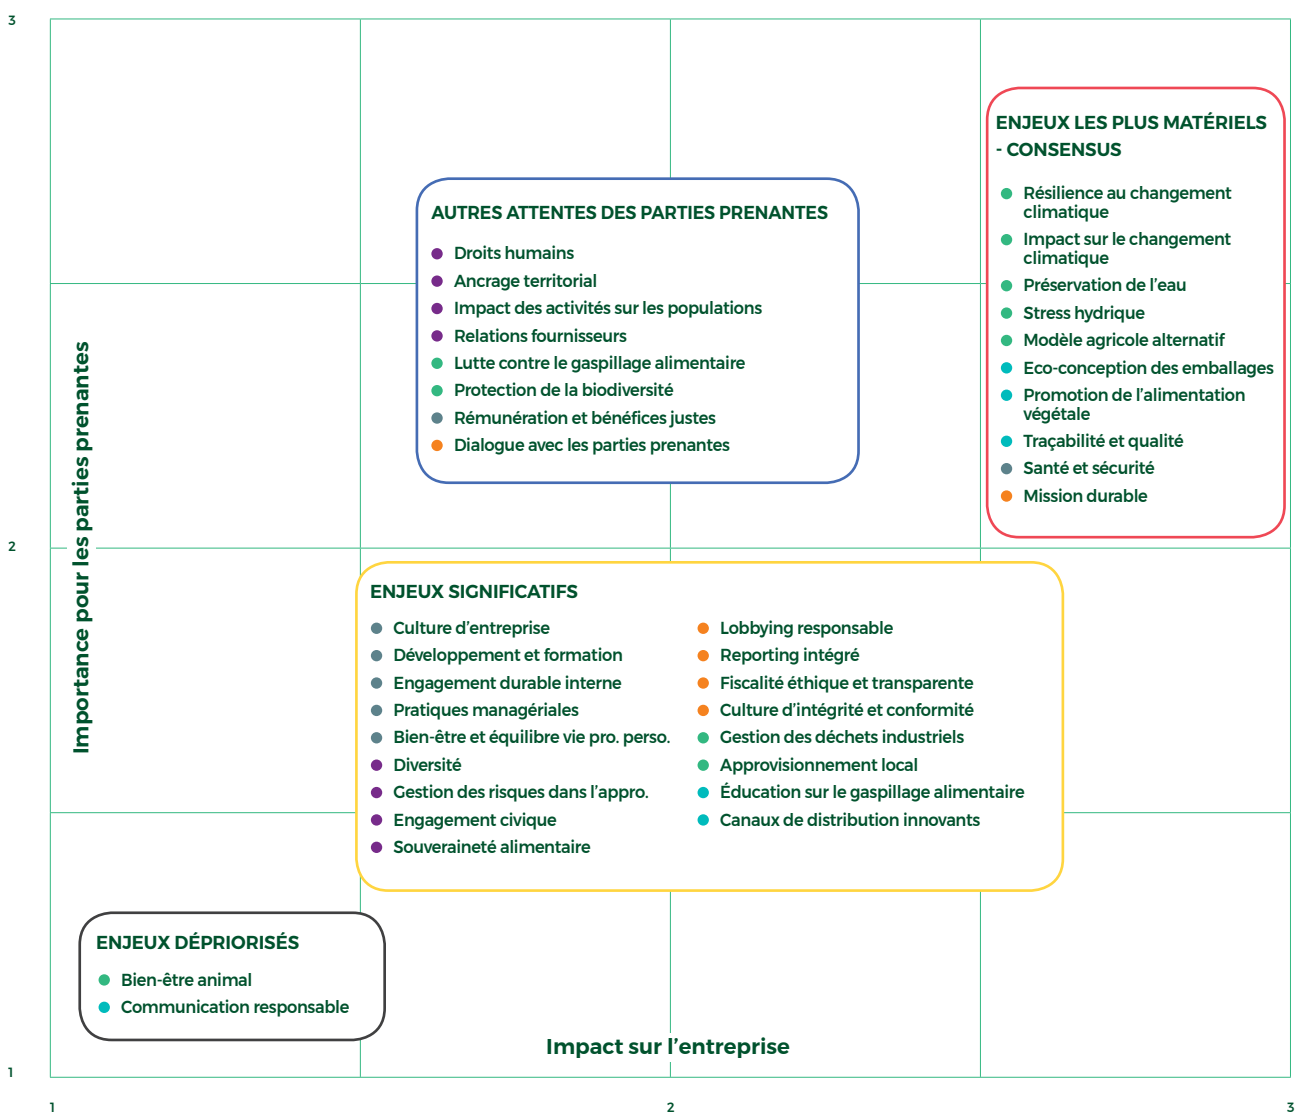 3
ENJEUX LES PLUS MATÉRIELS
- CONSENSUS
Résilience au changement
climatique
Impact sur le changement
climatique
Préservation de l'eau
Stress hydrique
Modèle agricole alternatif
Eco-conception des emballages
Promotion de l'alimentation
végétale
Traçabilité et qualité
Santé et sécurité
Mission durable
AUTRES ATTENTES DES PARTIES PRENANTES
Droits humains
Ancrage territorial
Impact des activités sur les populations
Relations fournisseurs
Lutte contre le gaspillage alimentaire
Protection de la biodiversité
Rémunération et bénéfices justes
Dialogue avec les parties prenantes
Importance pour les parties prenantes
2
ENJEUX SIGNIFICATIFS
Culture d'entreprise
Développement et formation
Engagement durable interne
Pratiques managériales
Bien-être et équilibre vie pro. perso.
Diversité
Gestion des risques dans l'appro.
Engagement civique
Souveraineté alimentaire
Lobbying responsable
Reporting intégré
Fiscalité éthique et transparente
Culture d'intégrité et conformité
Gestion des déchets industriels
Approvisionnement local
Éducation sur le gaspillage alimentaire
Canaux de distribution innovants
ENJEUX DÉPRIORISÉS
Bien-être animal
Communication responsable
Impact sur l'entreprise
1
1
2
3